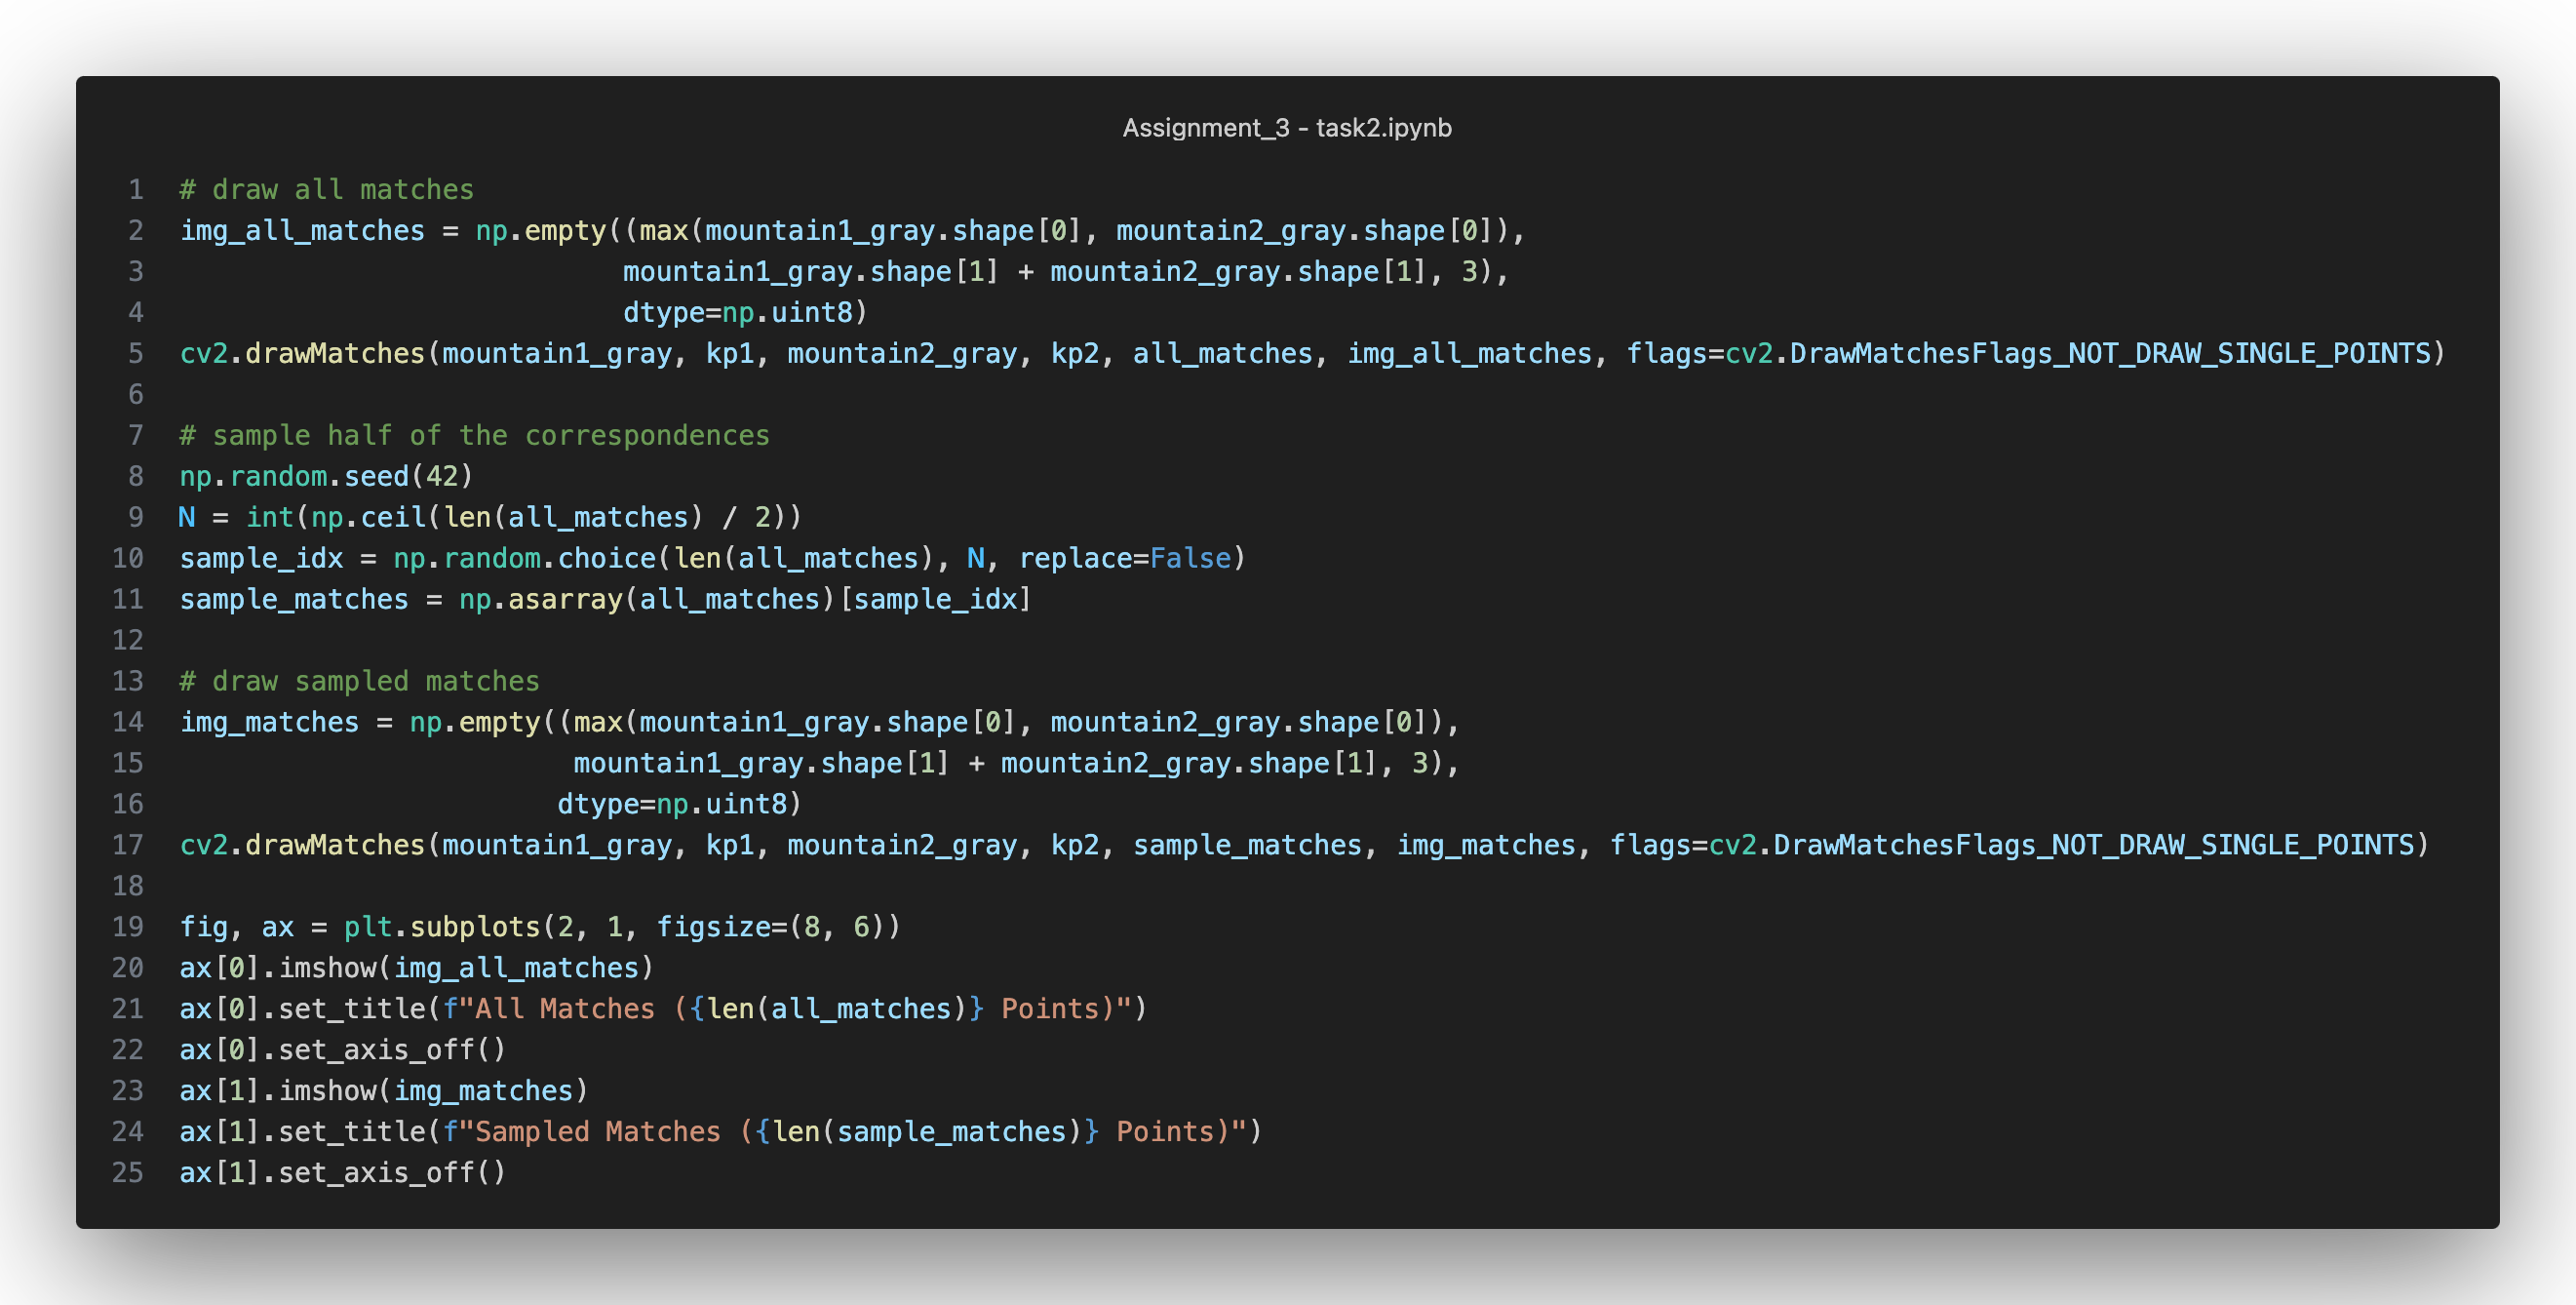 Assignment_3 - task2.ipynb
1 # draw all matches
2 img_all_matches = np.empty((max(mountain1_gray.shape[0], mountain2_gray.shape[0]),
3                            mountain1_gray.shape[1] + mountain2_gray.shape[1], 3),
4                            dtype=np.uint8)
5 cv2.drawMatches(mountain1_gray, kp1, mountain2_gray, kp2, all_matches, img_all_matches, flags=cv2.DrawMatchesFlags_NOT_DRAW_SINGLE_POINTS)
6
7 # sample half of the correspondences
8 np.random.seed(42)
9 N = int(np.ceil(len(all_matches) / 2))
10 sample_idx = np.random.choice(len(all_matches), N, replace=False)
11 sample_matches = np.asarray(all_matches)[sample_idx]
12
13 # draw sampled matches
14 img_matches = np.empty((max(mountain1_gray.shape[0], mountain2_gray.shape[0]),
15                         mountain1_gray.shape[1] + mountain2_gray.shape[1], 3),
16                        dtype=np.uint8)
17 cv2.drawMatches(mountain1_gray, kp1, mountain2_gray, kp2, sample_matches, img_matches, flags=cv2.DrawMatchesFlags_NOT_DRAW_SINGLE_POINTS)
18
19 fig, ax = plt.subplots(2, 1, figsize=(8, 6))
20 ax[0].imshow(img_all_matches)
21 ax[0].set_title(f"All Matches ({len(all_matches)} Points)")
22 ax[0].set_axis_off()
23 ax[1].imshow(img_matches)
24 ax[1].set_title(f"Sampled Matches ({len(sample_matches)} Points)")
25 ax[1].set_axis_off()